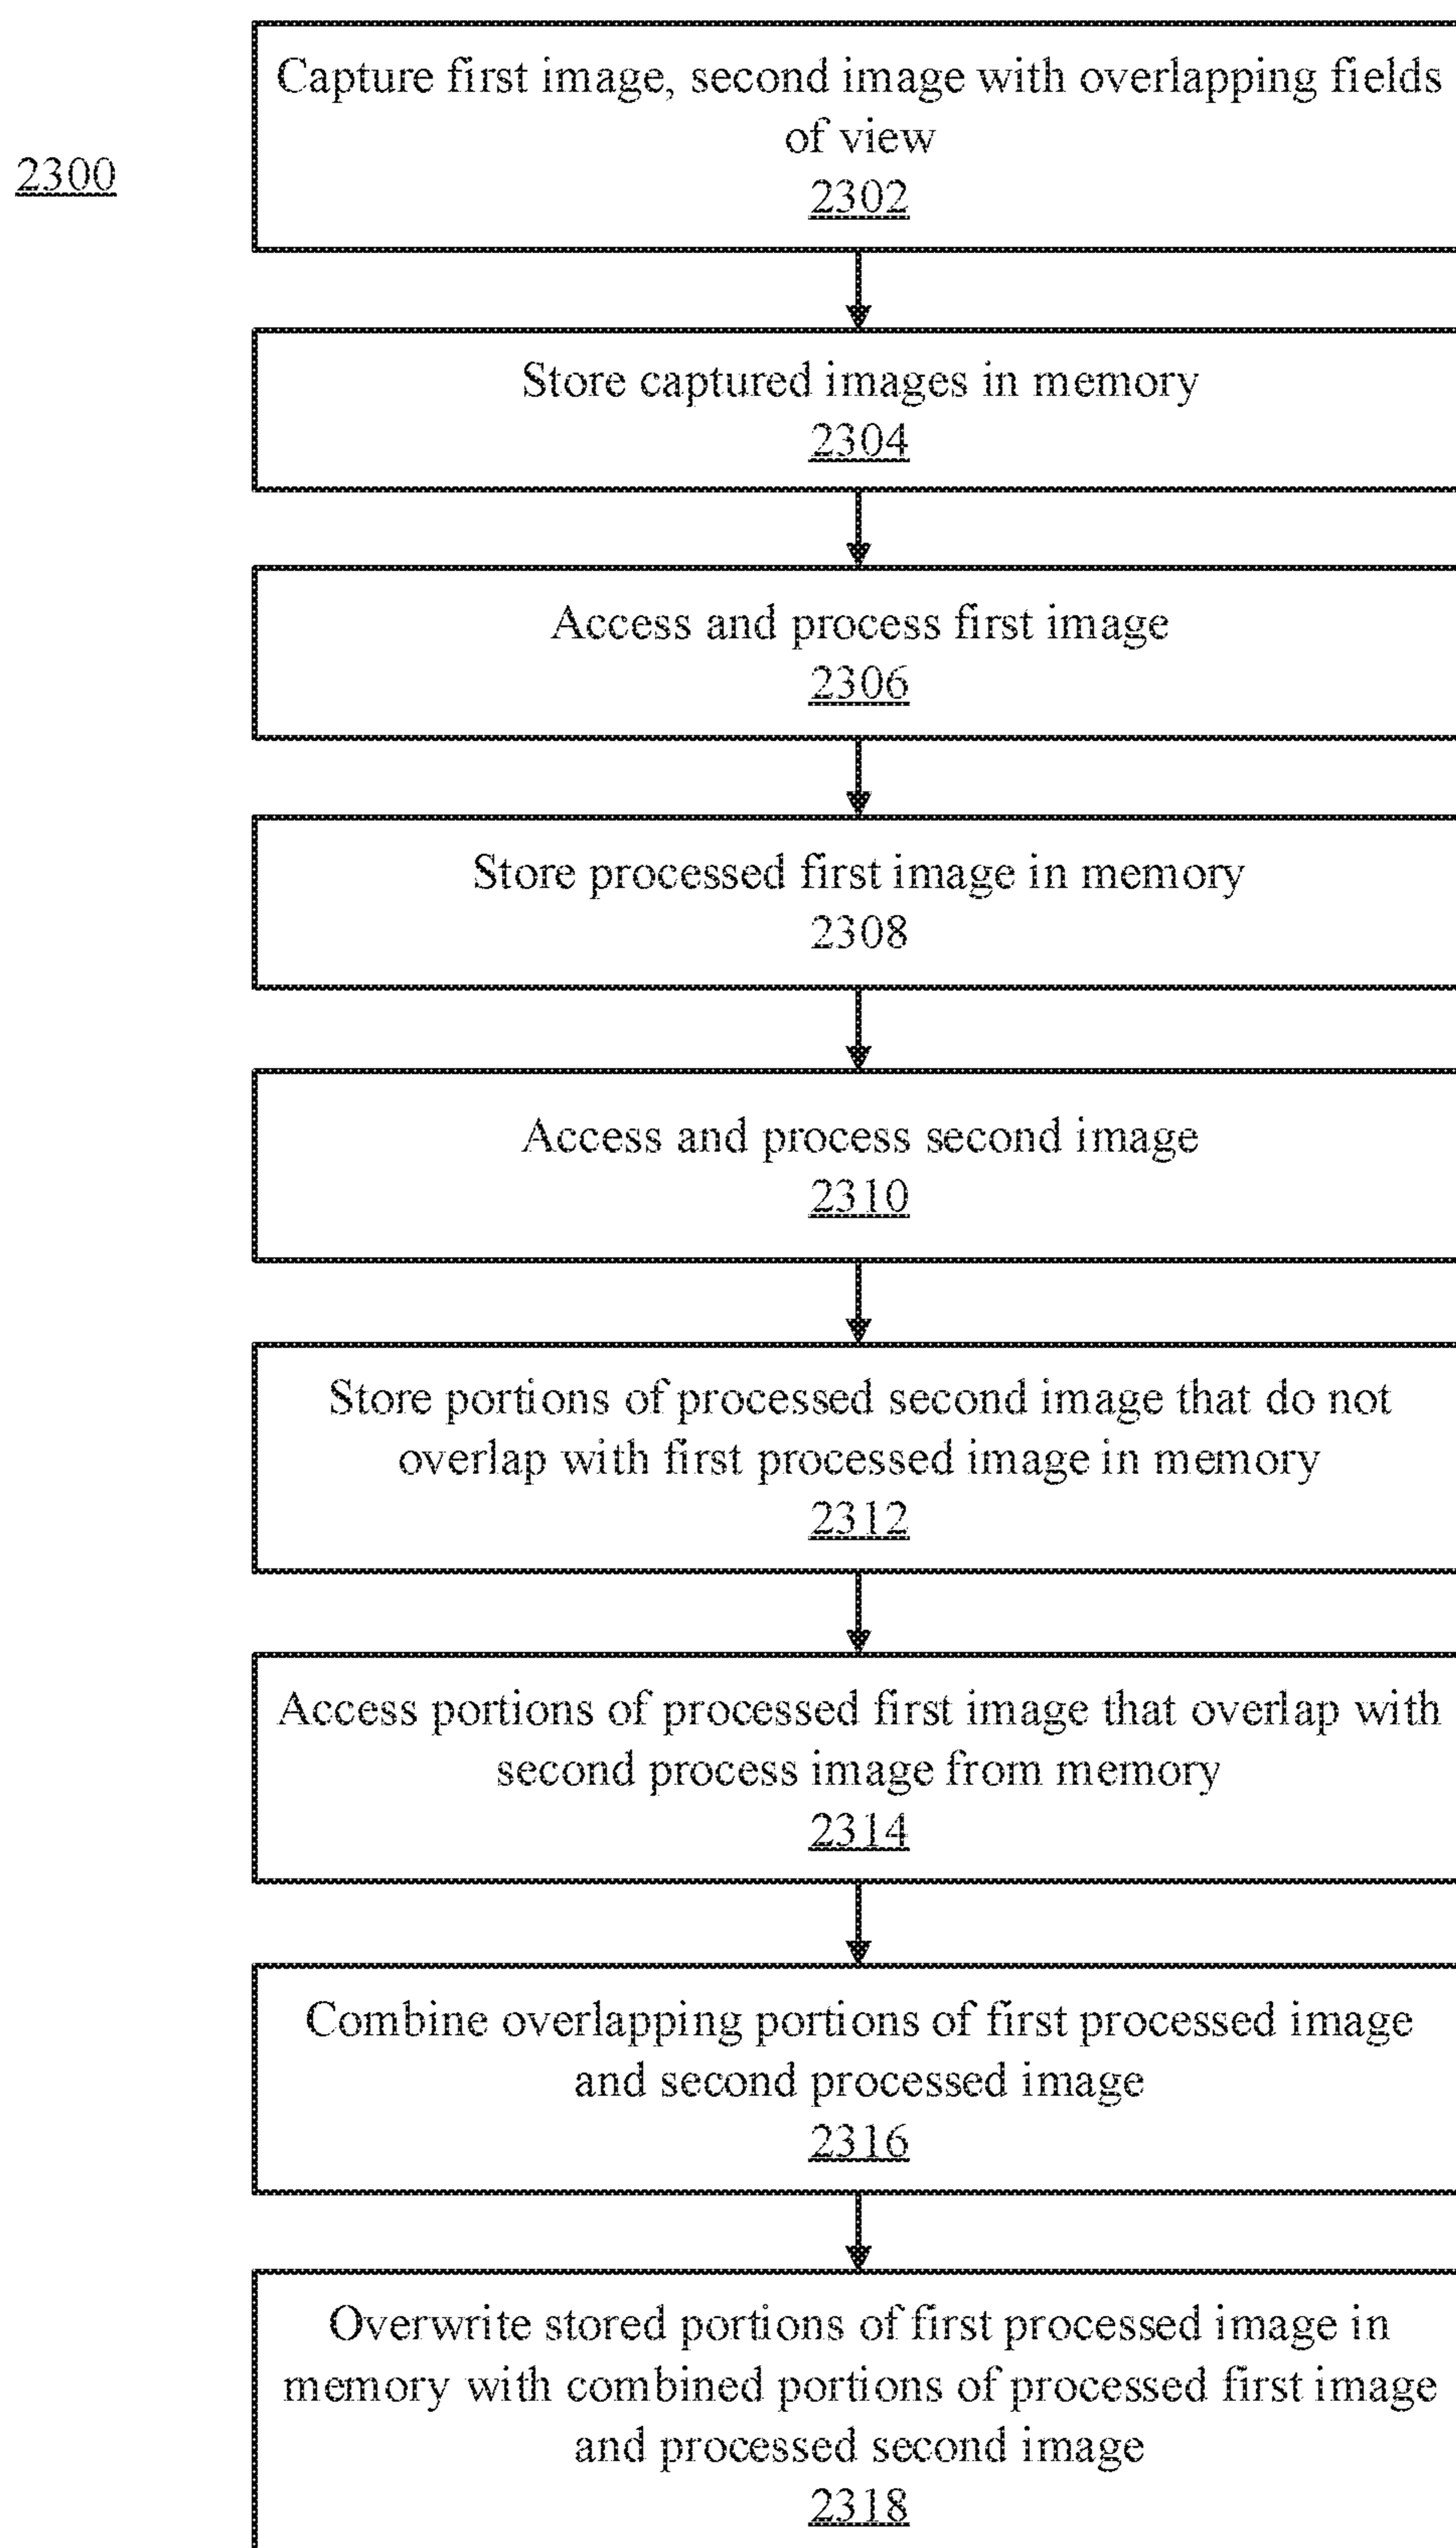 Capture first image, second image with overlapping fields
of view
2300
2302
Store captured images in memory
2304
Access and process first image
2306
Store processed first image in memory
2308
Access and process second image
2310
Store portions of processed second image that do not
overlap with first processed image in memory
2312
Access portions of processed first image that overlap with
second process image from memory
2314
Combine overlapping portions of first processed image
and second processed image
2316
Overwrite stored portions of first processed image in
memory with combined portions of processed first image
and processed second image
2318